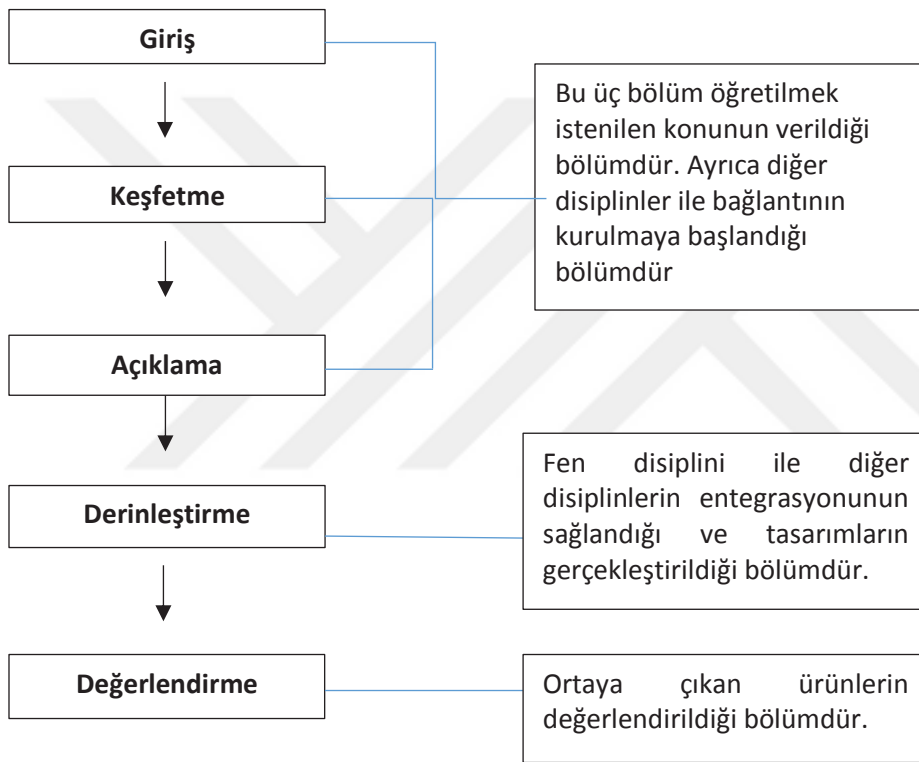 Giriş
Bu üç bölüm öğretilmek
istenilen konunun verildiği
bölümdür. Ayrıca diğer
disiplinler ile bağlantının
kurulmaya başlandığı
bölümdür
Keşfetme
Açıklama
Fen disiplini ile diğer
disiplinlerin entegrasyonunun
sağlandığı ve tasarımların
gerçekleştirildiği bölümdür.
Derinleştirme
Değerlendirme
Ortaya çıkan ürünlerin
değerlendirildiği bölümdür.